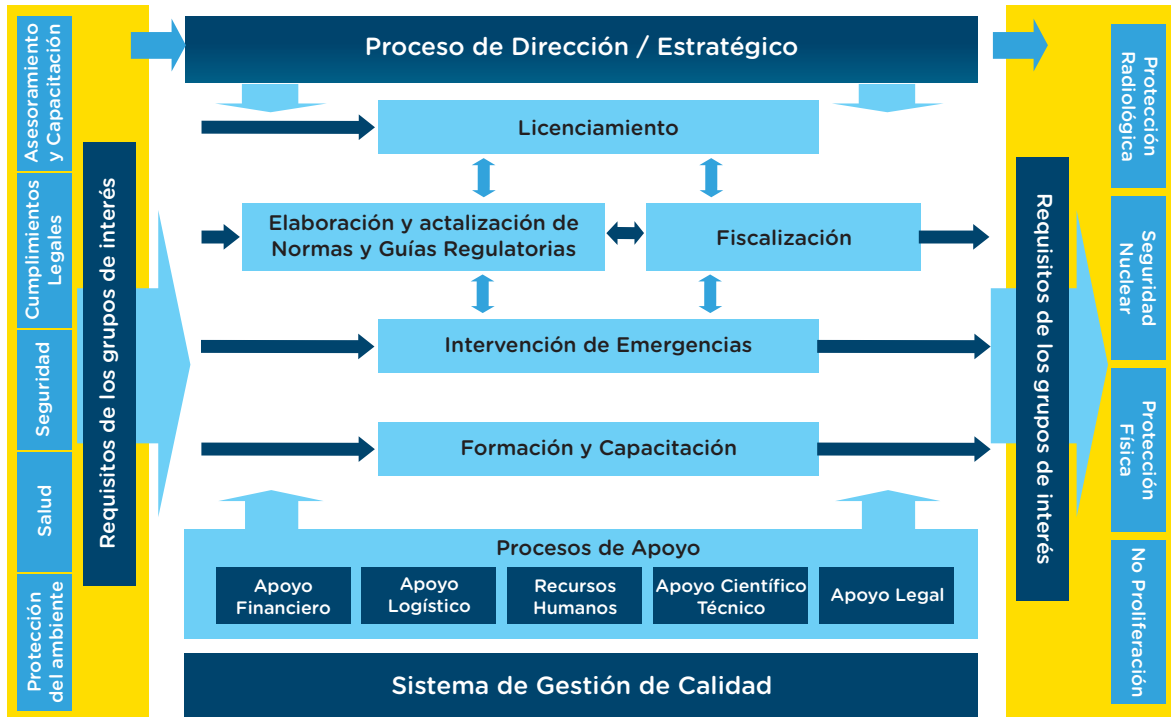 Asesoramiento
y Capacitación
Cumplimientos
Legales
Seguridad
Salud
Protección
del ambiente
Requisitos de los grupos de interés
Proceso de Dirección / Estratégico
Licenciamiento
Elaboración y actalización de
Normas y Guías Regulatorias
Fiscalización
Intervención de Emergencias
Formación y Capacitación
Procesos de Apoyo
Apoyo
Financiero
Apoyo
Logístico
Recursos
Humanos
Apoyo Científico
Técnico
Apoyo Legal
Sistema de Gestión de Calidad
Requisitos de los grupos de interés
Protección
Radiológica
Seguridad
Nuclear
Protección
Física
No Proliferación